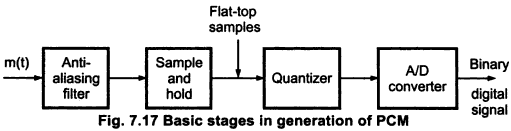 Flat-top
samples
m(t)
Anti-
aliasing
filter
Sample
and
hold
Quantizer
A/D
converter
Binary
digital
signal
Fig. 7.17 Basic stages in generation of PCM